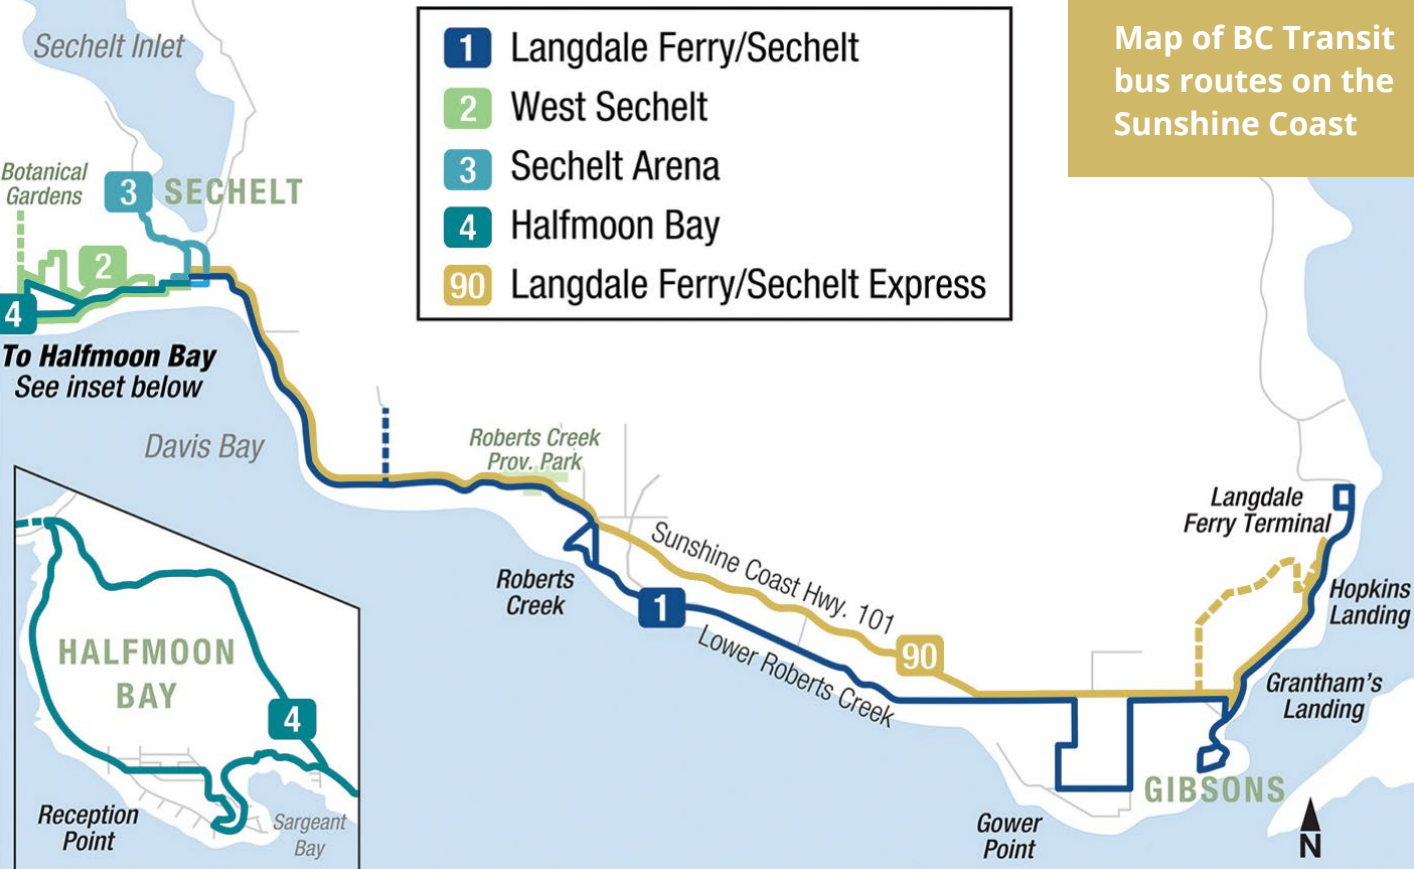 Map of BC Transit
bus routes on the
Sunshine Coast
1 Langdale Ferry/Sechelt
2 West Sechelt
3 Sechelt Arena
4 Halfmoon Bay
90 Langdale Ferry/Sechelt Express
Sechelt Inlet
Botanical
Gardens
3
SECHELT
2
4
To Halfmoon Bay
See inset below
Davis Bay
Roberts Creek
Prov. Park
Roberts
Creek
Sunshine Coast Hwy. 101
1
Lower Roberts Creek
90
Langdale
Ferry Terminal
Hopkins
Landing
Grantham's
Landing
GIBSONS
Gower
Point
N
HALFMOON
BAY
4
Reception
Point
Sargeant
Bay